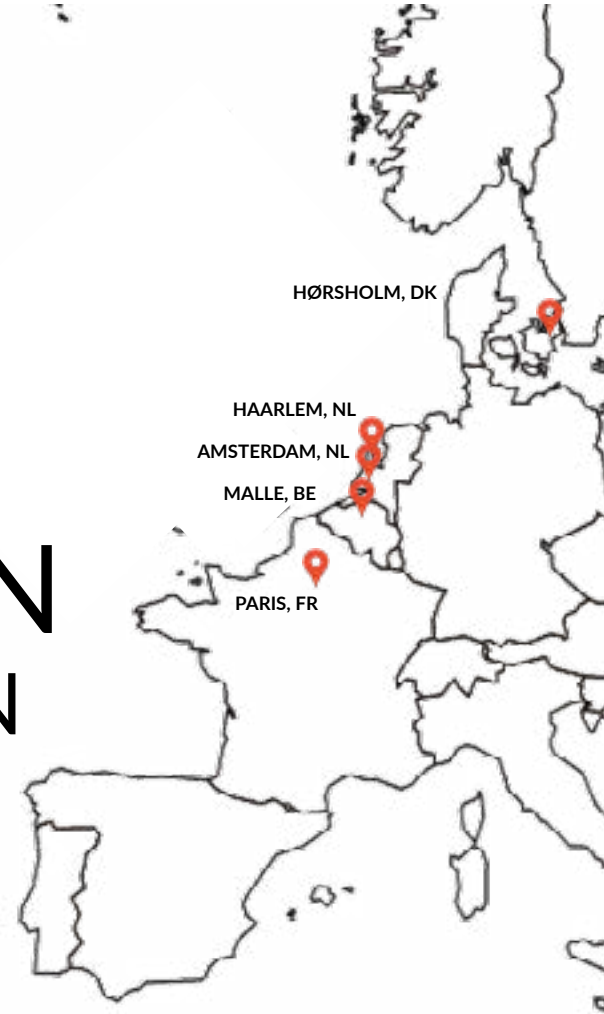 HØRSHOLM, DK
HAARLEM, NL
AMSTERDAM, NL
MALLE, BE
N
PARIS, FR
N